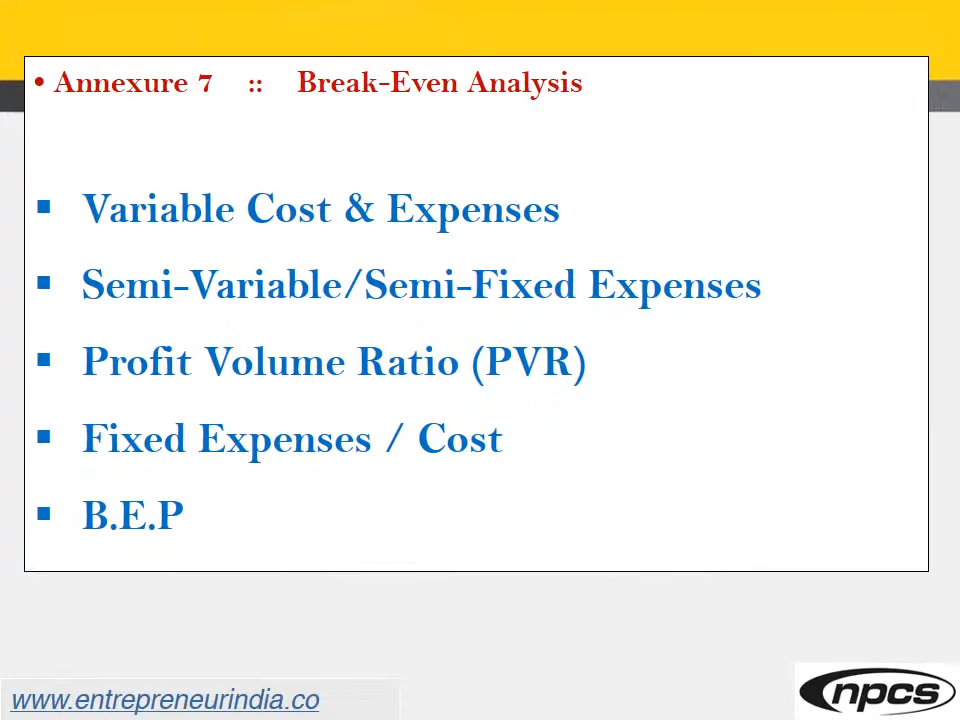 • Annexure 7 :: Break-Even Analysis
▪ Variable Cost & Expenses
▪ Semi-Variable/Semi-Fixed Expenses
▪ Profit Volume Ratio (PVR)
▪ Fixed Expenses / Cost
▪ B.E.P
www.entrepreneurindia.co
npcs